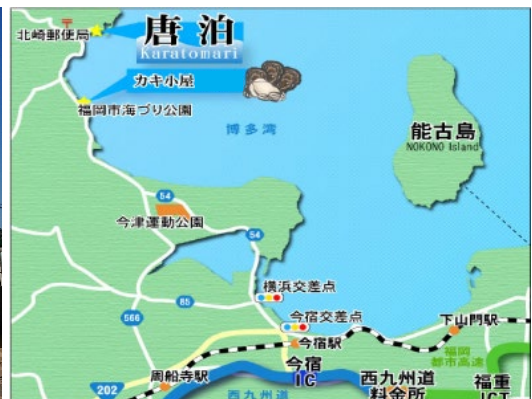 北崎郵便局
唐泊
Karatomari
カキ小屋
福岡市海づり公園
博多湾
能古島
NOKONO Island
54
今津運動公園
54
横浜交差点
85
566
今宿交差点
下山門駅
今宿駅
福岡
都市高速
周船寺駅
今宿
IC
202
西九州道
西九州道
料金所
福重
JCT